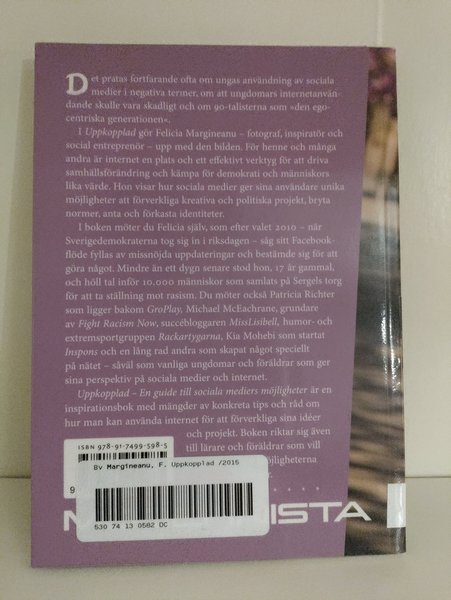 Det pratas fortfarande ofta om ungas användning av sociala
medier i negativa termer, om att ungdomars internetanvän-
dande skulle vara skadligt och om 90-talisterna som »den ego-
centriska generationen«.
I Uppkopplad gör Felicia Margineanu – fotograf, inspiratör och
social entreprenör – upp med den bilden. För henne och många
andra är internet en plats och ett effektivt verktyg för att driva
samhällsförändring och kämpa för demokrati och människors
lika värde. Hon visar hur sociala medier ger sina användare unika
möjligheter att förverkliga kreativa och politiska projekt, bryta
normer, anta och förkasta identiteter.
I boken möter du Felicia själv, som efter valet 2010 – när
Sverigedemokraterna tog sig in i riksdagen – såg sitt Facebook-
flöde fyllas av missnöjda uppdateringar och bestämde sig för att
göra något. Mindre än ett dygn senare stod hon, 17 år gammal,
och höll tal inför 10.000 människor som samlats på Sergels torg
för att ta ställning mot rasism. Du möter också Patricia Richter
som ligger bakom GroPlay, Michael McEachrane, grundare
av Fight Racism Now, succébloggaren MissLisibell, humor- och
extremsportgruppen Rackartygarna, Kia Mohebi som startat
Inspons och en lång rad andra som skapat något speciellt
på nätet – såväl som vanliga ungdomar och föräldrar som ger
sina perspektiv på sociala medier och internet.
Uppkopplad – En guide till sociala mediers möjligheter är en
inspirationsbok med mängder av konkreta tips och råd om
hur man kan använda internet för att förverkliga sina idéer
och projekt. Boken riktar sig även
till lärare och föräldrar som vill
möjligheterna
ISBN 978-91-7499-598-5
Bv Margineanu, F. Uppkopplad /2015
9
530 74 13 0582 DC
ISTA